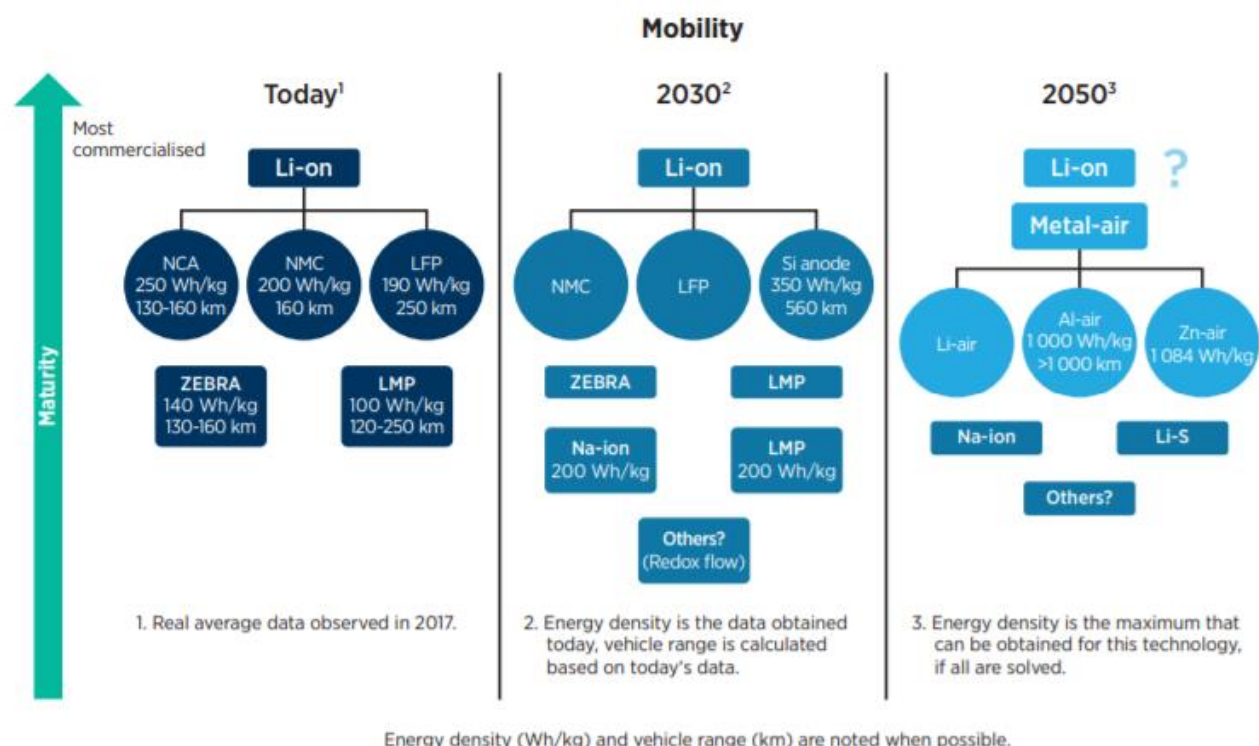 Mobility
Today1
20302
20503
Most
commercialised
Maturity
Li-on
NCA
250 Wh/kg
130-160 km
NMC
200 Wh/kg
160 km
LFP
190 Wh/kg
250 km
ZEBRA
140 Wh/kg
130-160 km
LMP
100 Wh/kg
120-250 km
1. Real average data observed in 2017.
Li-on
NMC
LFP
Si anode
350 Wh/kg
560 km
ZEBRA
LMP
Na-ion
200 Wh/kg
LMP
200 Wh/kg
Others?
(Redox flow)
2. Energy density is the data obtained
today, vehicle range is calculated
based on today's data.
Li-on
?
Metal-air
Li-air
Al-air
1 000 Wh/kg
>1 000 km
Zn-air
1 084 Wh/kg
Na-ion
Li-S
Others?
3. Energy density is the maximum that
can be obtained for this technology,
if all are solved.
Energy density (Wh/kg) and vehicle range (km) are noted when possible.